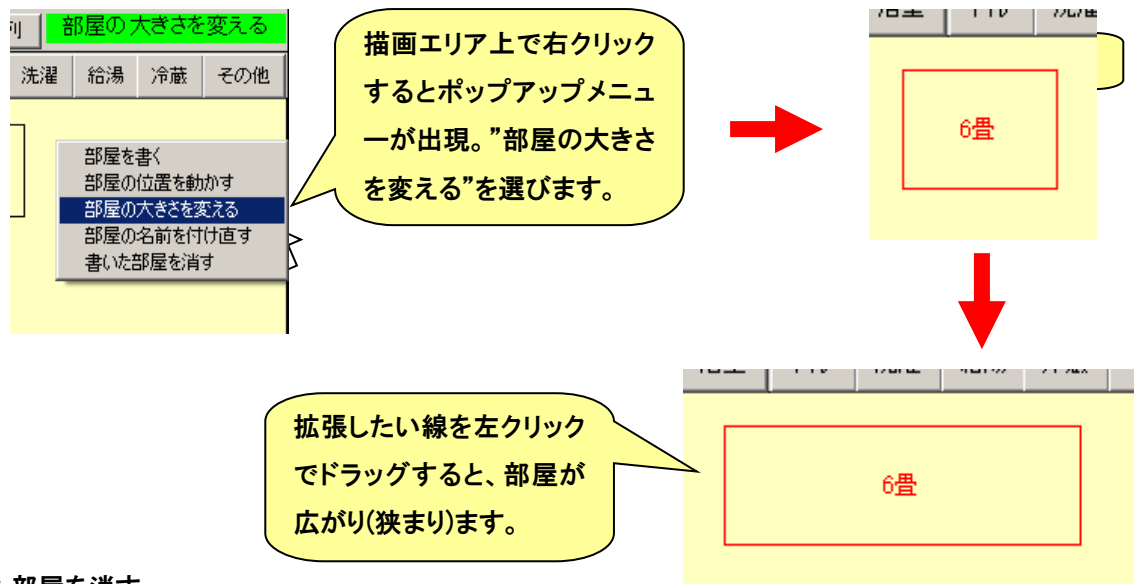 列 部屋の大きさを変える
洗濯 給湯 冷蔵 その他
部屋を書く
部屋の位置を動かす
部屋の大きさを変える
部屋の名前を付け直す
書いた部屋を消す
描画エリア上で右クリック
するとポップアップメニュ
ーが出現。”部屋の大きさ
を変える”を選びます。
6畳
拡張したい線を左クリック
でドラッグすると、部屋が
広がり(狭まり)ます。
6畳
部屋を消す